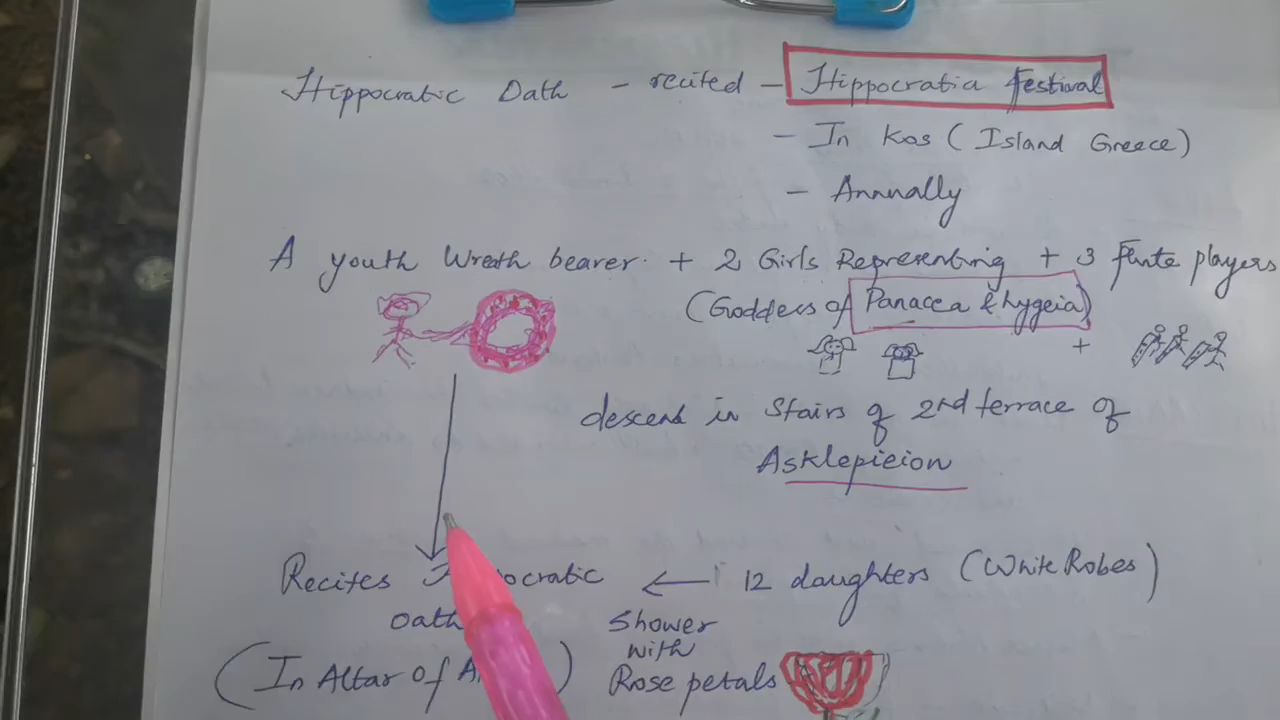 Hippocratic Oath - recited - Hippocratia Festival
- In Kos (Island Greece)
- Annually
A youth Wreath bearer. + 2 Girls Representing + 3 flute players
(Goddess of Panacea & hygeia)
+
descend in Stairs of 2nd terrace of
Asklepieion
Recites Hippocratic ← 12 daughters (White Robes)
Oath
Shower
with
(In Altar of
Rose petals